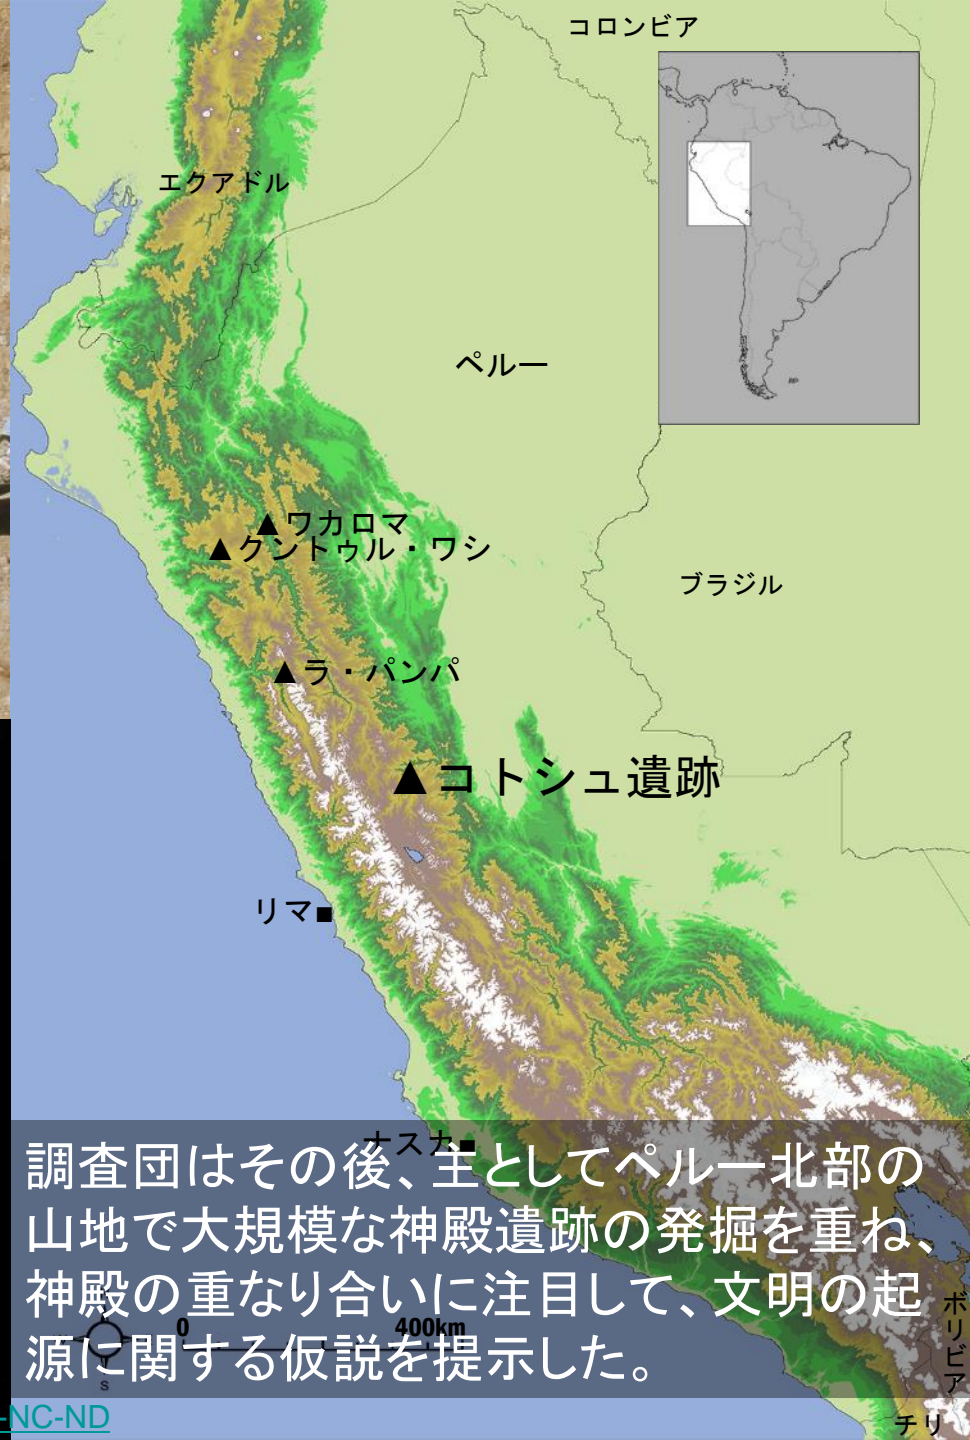 コロンビア
エクアドル
ペルー
▲ワカロマ
▲クントゥル・ワシ
ブラジル
▲ラ・パンパ
▲コトシュ遺跡
リマ■
ナスカ■
調査団はその後、主としてペルー北部の
山地で大規模な神殿遺跡の発掘を重ね、
神殿の重なり合いに注目して、文明の起
源に関する仮説を提示した。
ボリビア
0 400km
S
-NC-ND
チリ